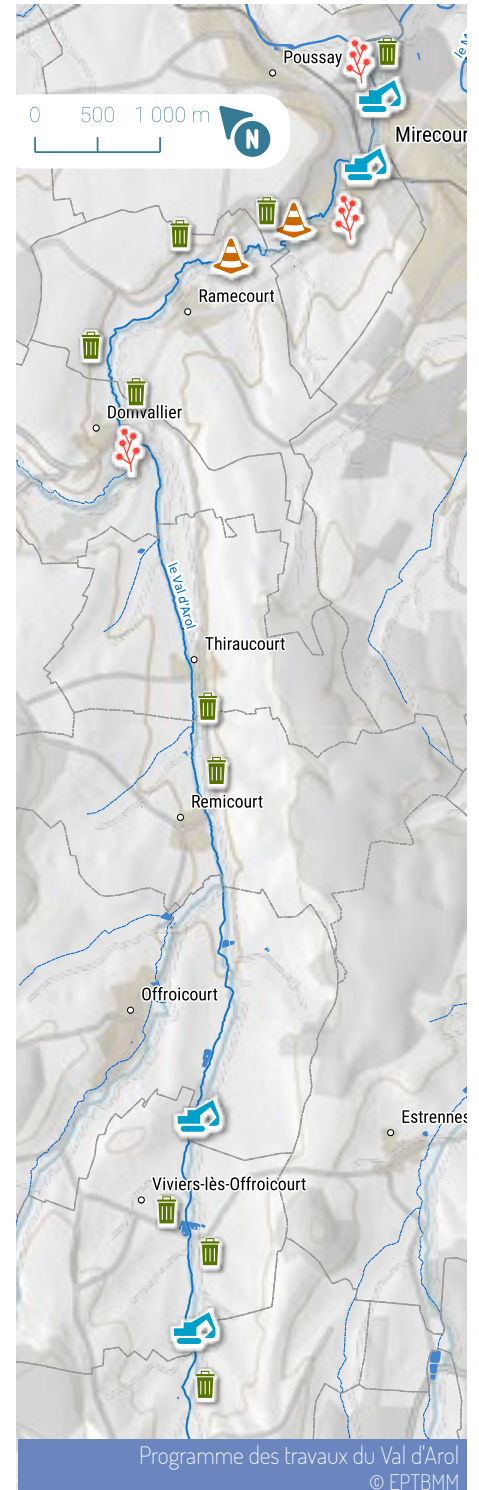 Poussay
le M
0 500 1 000 m
N
Mirecour
Ramecourt
Domvallier
le Val d'Arol
Thiraucourt
Remicourt
Offroicourt
Estrennes
Viviers-lès-Offroicourt
Programme des travaux du Val d'Arol
© EPTBMM